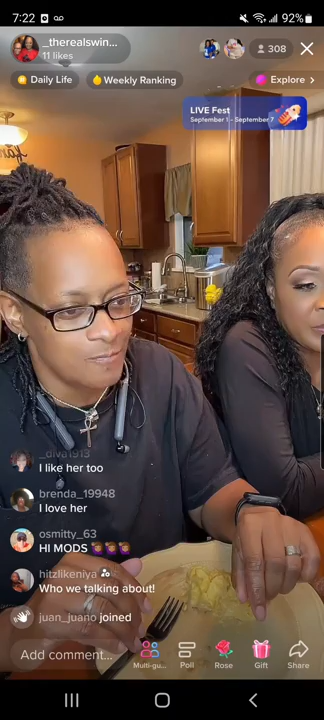 7:22
92%
_therealswin...
11 likes
308
Daily Life
Weekly Ranking
Explore
LIVE Fest
September 1 - September 7
_diva1913
I like her too
brenda_19948
I love her
osmitty_63
HI MODS
hitzlikeniya
Who we talking about!
juan_juano joined
Add comment...
Multi-gu...
Poll
Rose
Gift
Share